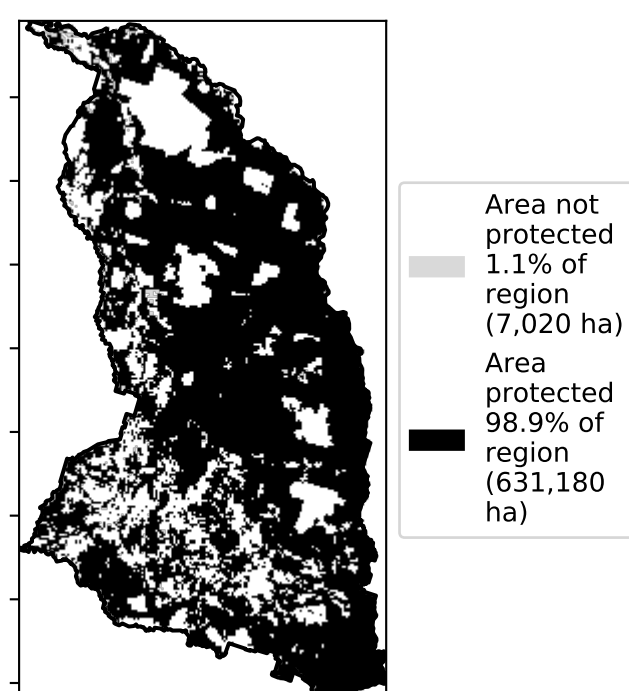 Area not
protected
1.1% of
region
(7,020 ha)
Area
protected
98.9% of
region
(631,180
ha)